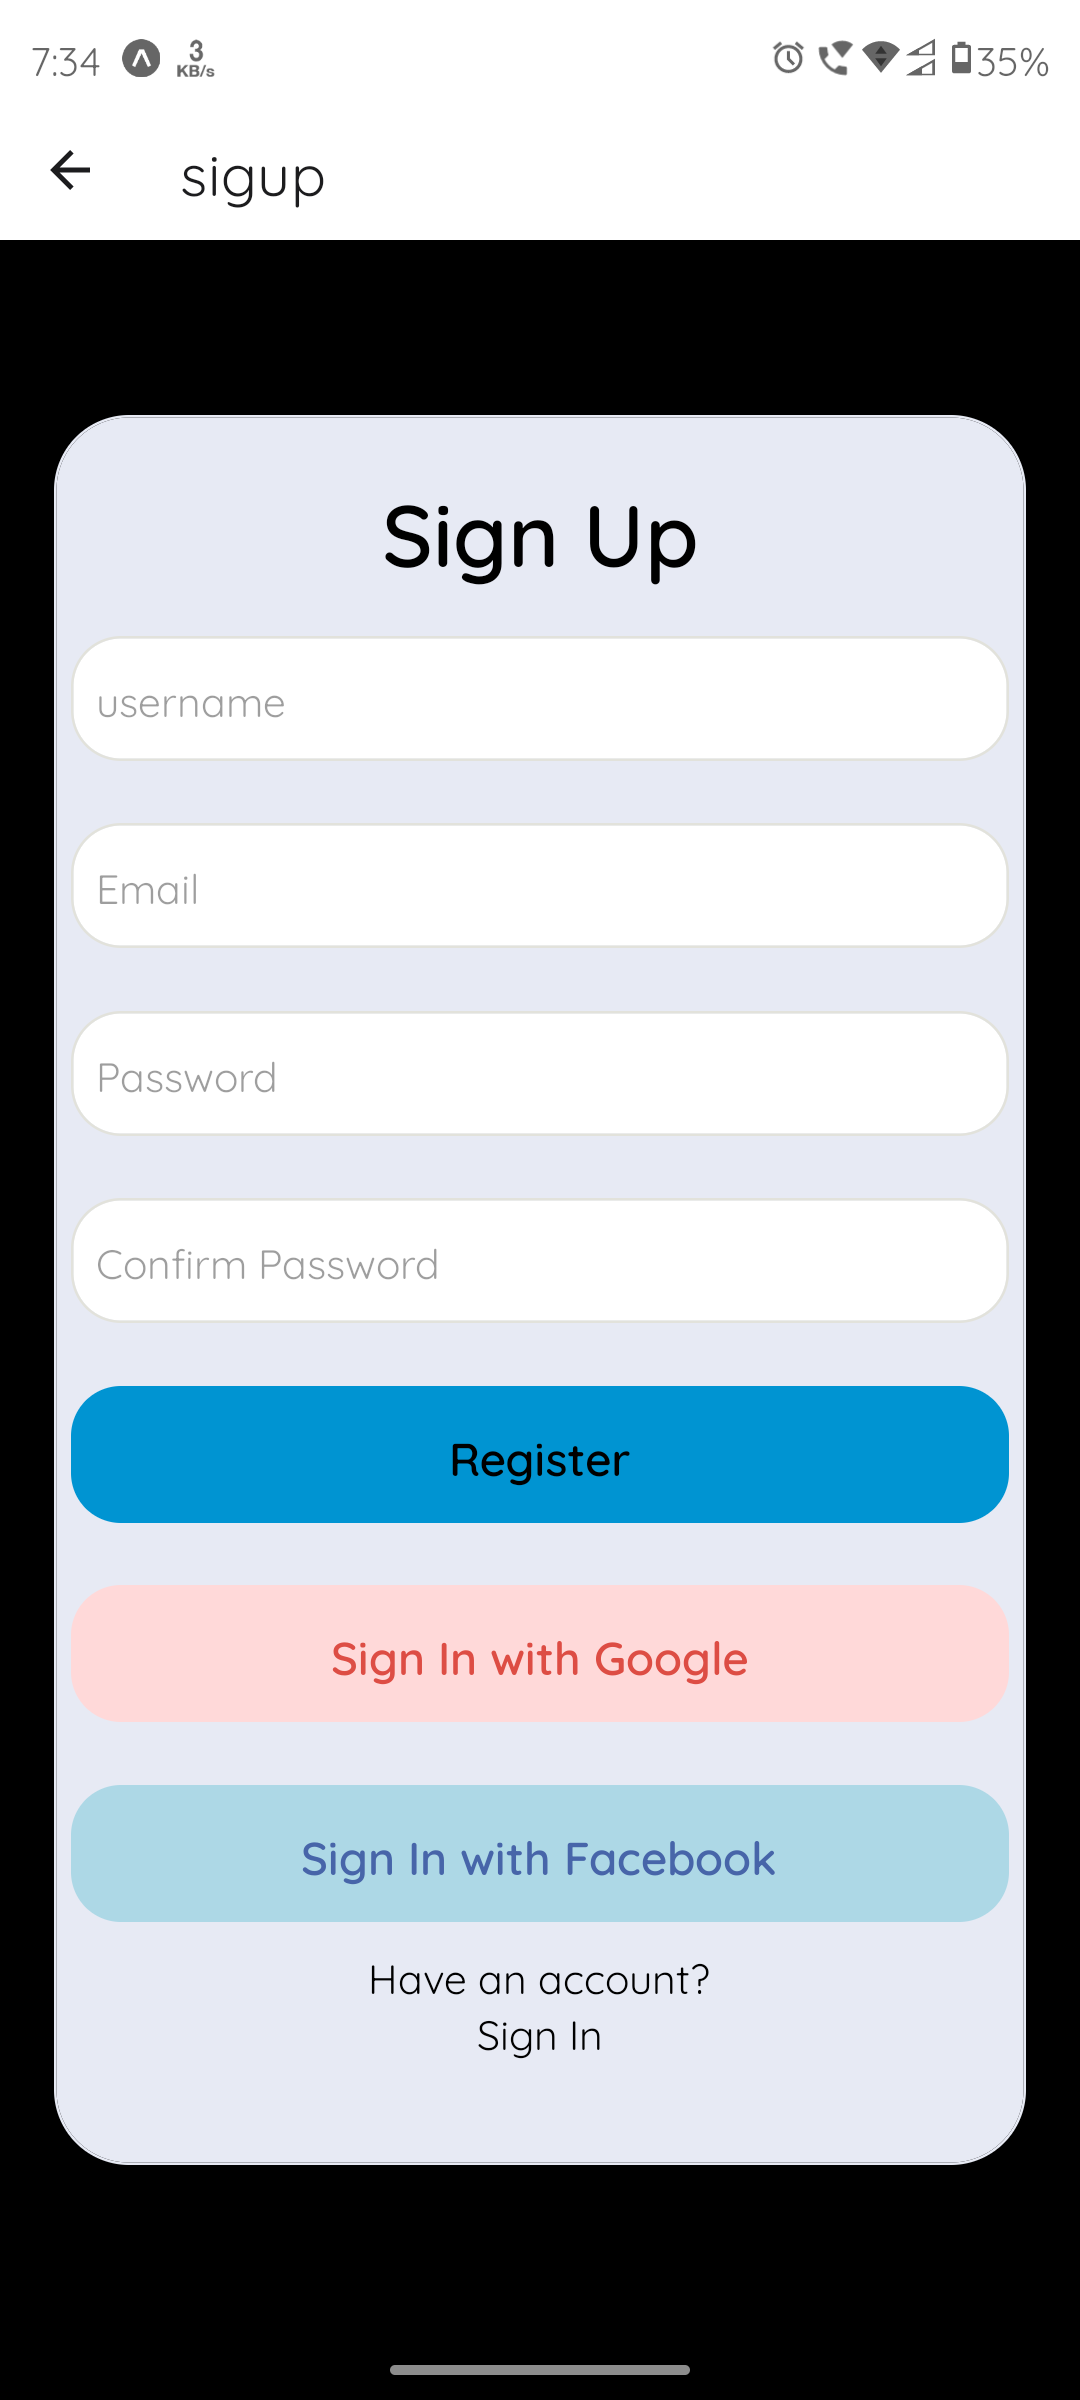 7:34 3 KB/s 35%
sigup
Sign Up
username
Email
Password
Confirm Password
Register
Sign In with Google
Sign In with Facebook
Have an account?
Sign In